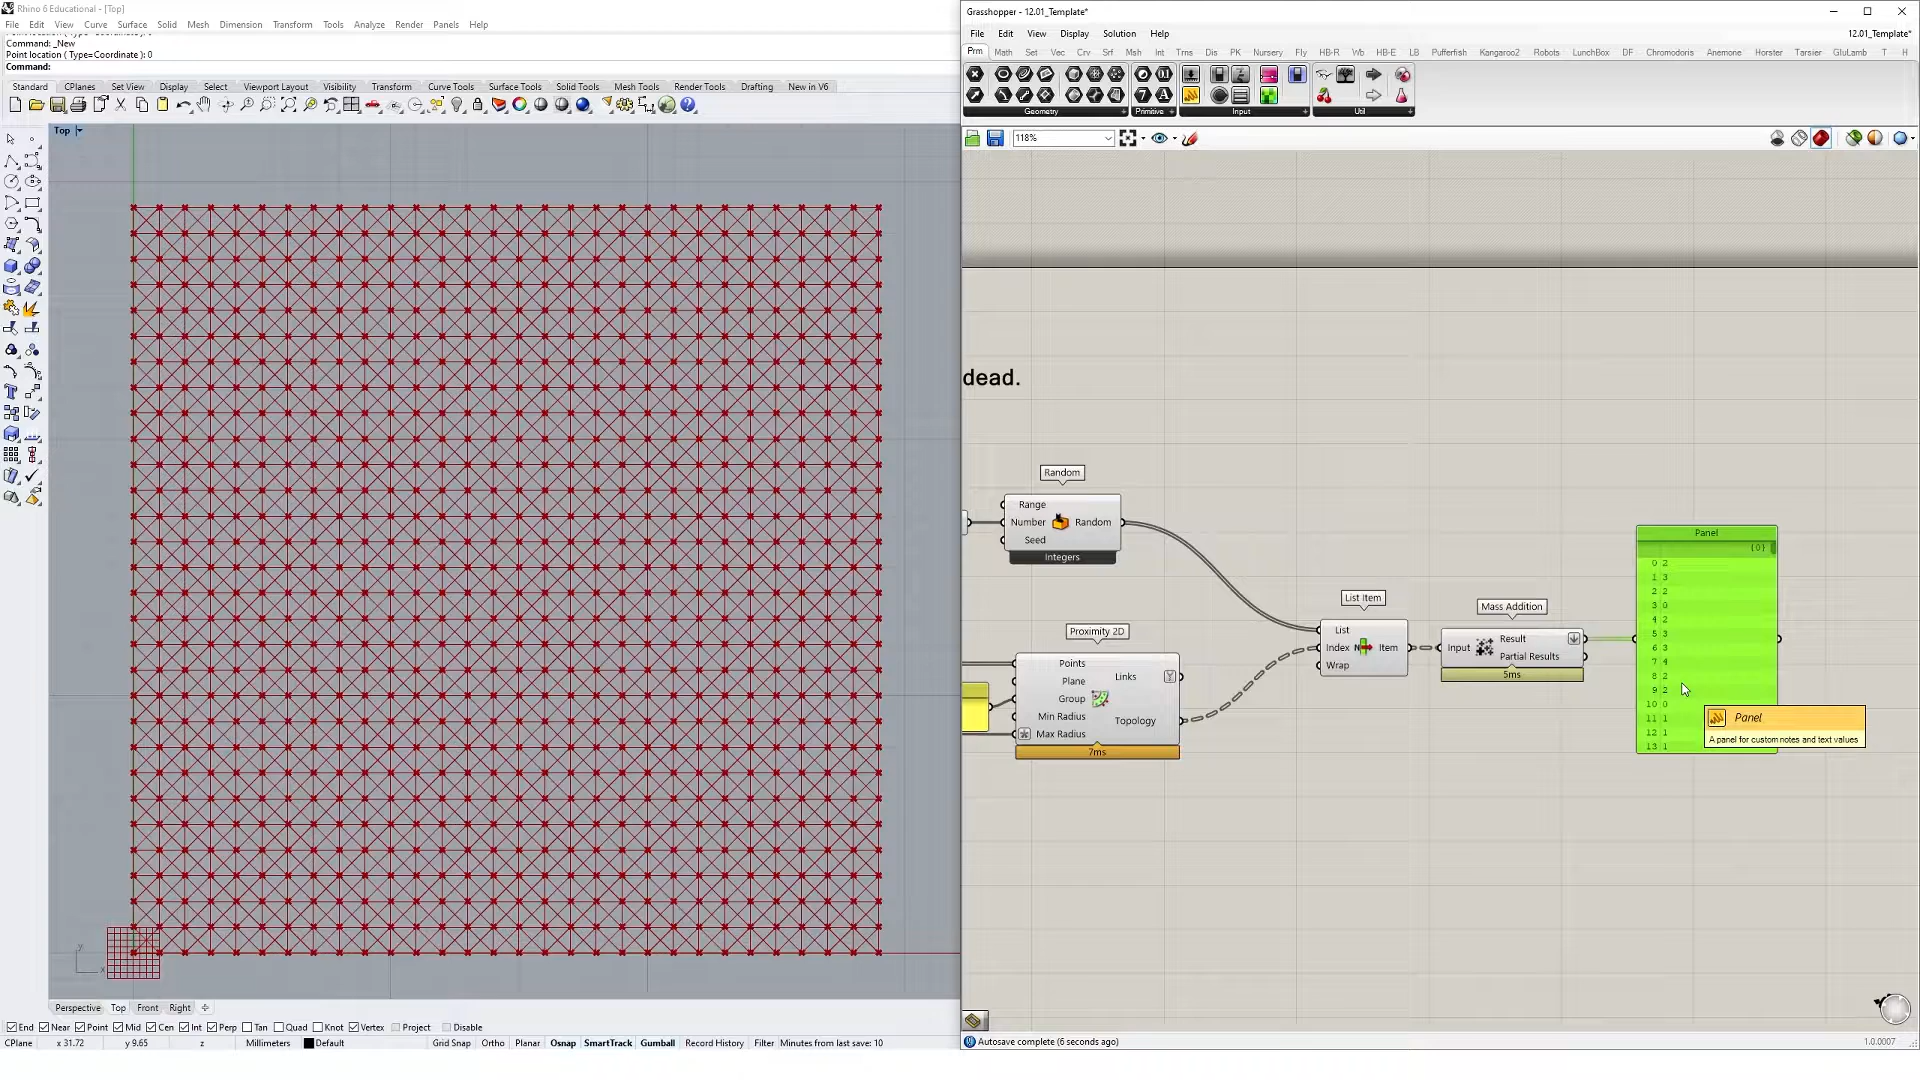 Rhino 6 Educational - [Top]
File Edit View Curve Surface Solid Mesh Dimension Transform Tools Analyze Render Panels Help
Command: _New
Point location ( Type=Coordinate ): 0
Command:
Standard CPlanes Set View Display Select Viewport Layout Visibility Transform Curve Tools Surface Tools Solid Tools Mesh Tools Render Tools Drafting New in V6
Top
y
x
Perspective Top Front Right
End Near Point Mid Cen Int Perp Tan Quad Knot Vertex Project Disable
CPlane x 31.72 y 9.65 z Millimeters Default Grid Snap Ortho Planar Osnap SmartTrack Gumball Record History Filter Minutes from last save: 10
Grasshopper - 12.01_Template*
File Edit View Display Solution Help 12.01_Template*
Prm Math Set Vec Crv Srf Msh Int Trns Dis PK Nursery Fly HB-R Wb HB-E LB Pufferfish Kangaroo2 Robots LunchBox DF Chromodoris Anemone Horster Tarsier GluLamb T H
Geometry Primitive Input Util
118%
dead.
Random
Range
Number Random
Seed
Integers
Proximity 2D
Points
Plane
Group
Min Radius
Max Radius
Links
Topology
7ms
List Item
List
Index Item
Wrap
Mass Addition
Input
Result
Partial Results
5ms
Panel
{0}
0 2
1 3
2 2
3 0
4 2
5 3
6 3
7 4
8 2
9 2
10 0
11 1
12 1
13 1
Panel
A panel for custom notes and text values
Autosave complete (6 seconds ago) 1.0.0007